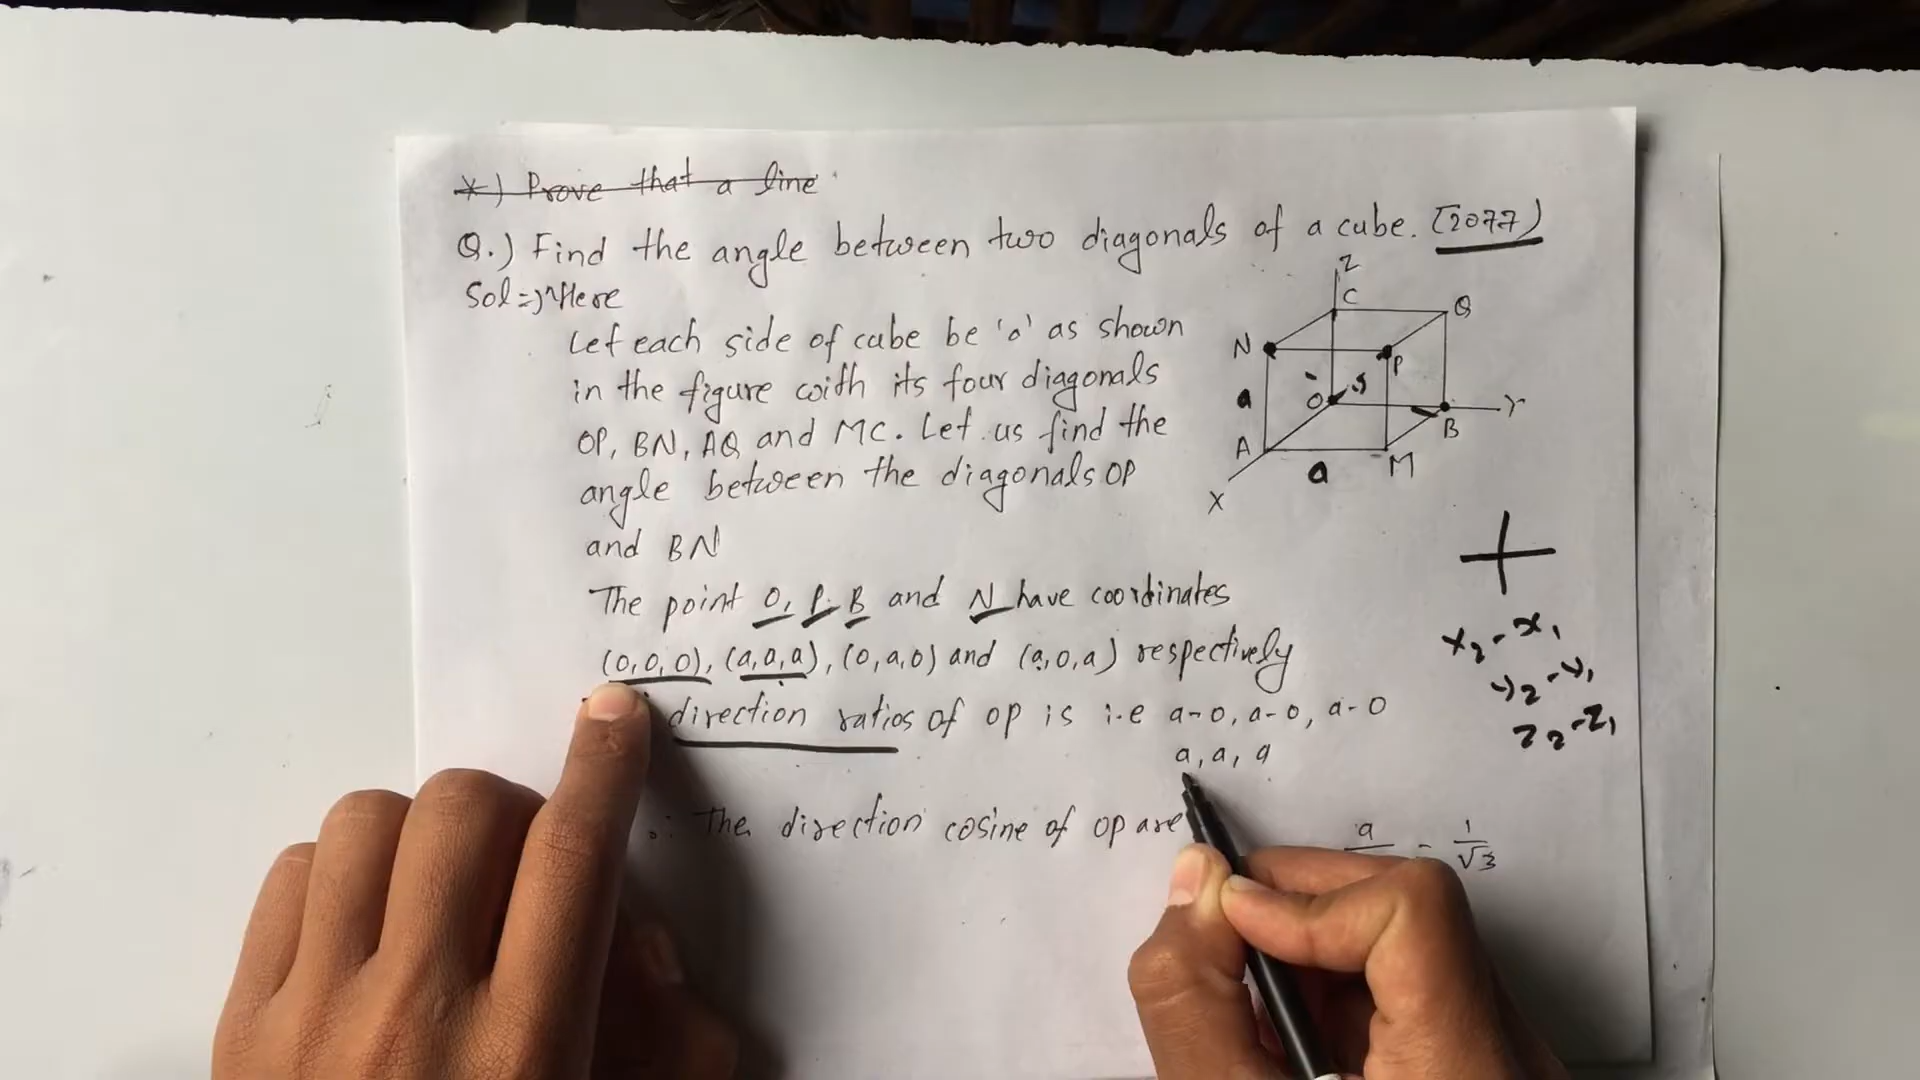 *) Prove that a line
Q.) Find the angle between two diagonals of a cube. [2077)
Sol=) Here
Let each side of cube be 'a' as shown
in the figure with its four diagonals
OP, BN, AQ and MC. Let us find the
angle between the diagonals OP
and BN
The point O, P, B and N have coordinates
(0,0,0), (a,a,a), (0,a,0) and (a,0,a) respectively
direction ratios of op is i.e a-0, a-0, a-0
a, a, a
∴ The direction cosine of op are
a = 1/√3
Z
C
Q
N
P
a
O
Y
B
A
M
a
X
x2-x1
y2-y1
z2-z1